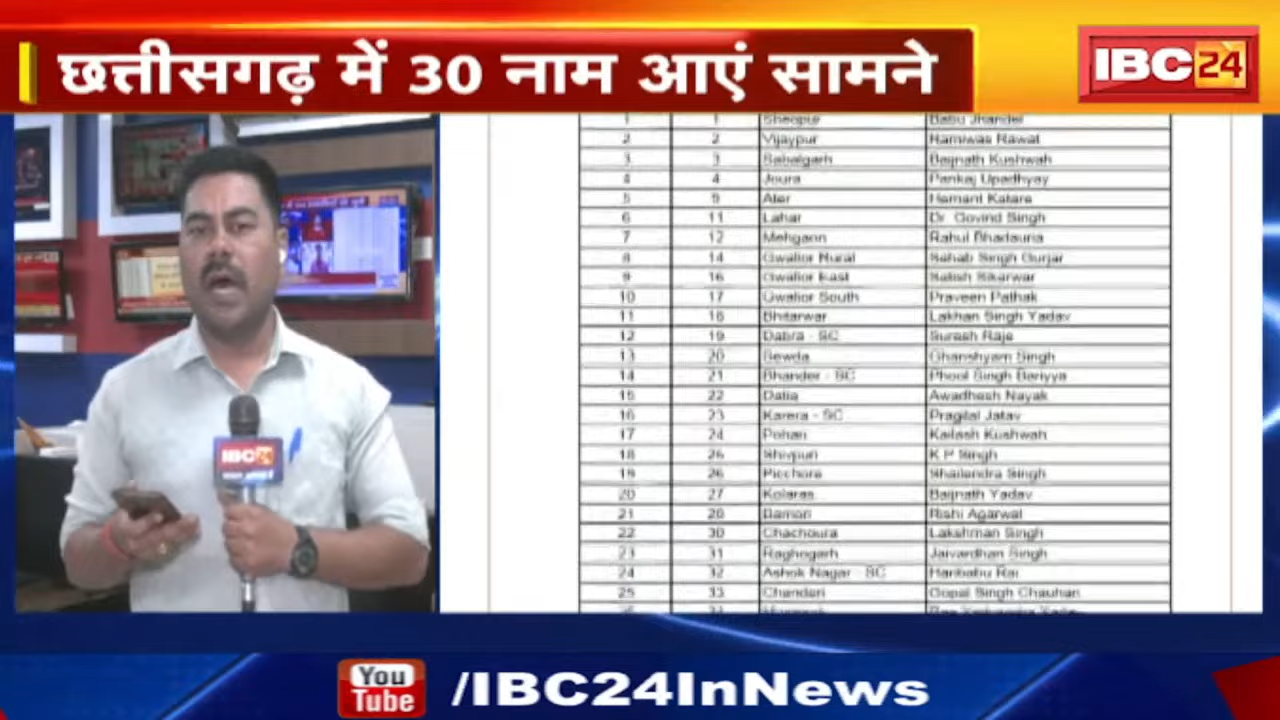 छत्तीसगढ़ में 30 नाम आएं सामने
IBC24
1 1 Sheopur Babu Jhandel
2 2 Vijaypur Ramiwas Rawat
3 3 Sabalgarh Baijnath Kushwah
4 4 Joura Pankaj Upadhyay
5 9 Ater Hemant Katare
6 11 Lahar Dr. Govind Singh
7 12 Mehgaon Rahul Bhadauria
8 14 Gwalior Rural Sahab Singh Gurjar
9 16 Gwalior East Satish Sikarwar
10 17 Gwalior South Praveen Pathak
11 18 Bhitarwar Lakhan Singh Yadav
12 19 Dabra - SC Suresh Raje
13 20 Sewda Ghanshyam Singh
14 21 Bhander - SC Phool Singh Bariyya
15 22 Datia Awadhesh Nayak
16 23 Karera - SC Pragilal Jatav
17 24 Pohari Kailash Kushwah
18 Shivpuri K P Singh
19 26 Picchore Shailendra Singh
20 27 Kolaras Baijnath Yadav
21 28 Bamori Rishi Agarwal
22 30 Chachoura Lakshman Singh
23 31 Raghogarh Jaivardhan Singh
24 32 Ashok Nagar - SC Haribabu Rai
25 33 Chanderi Gopal Singh Chauhan
IBC24
You Tube /IBC24InNews